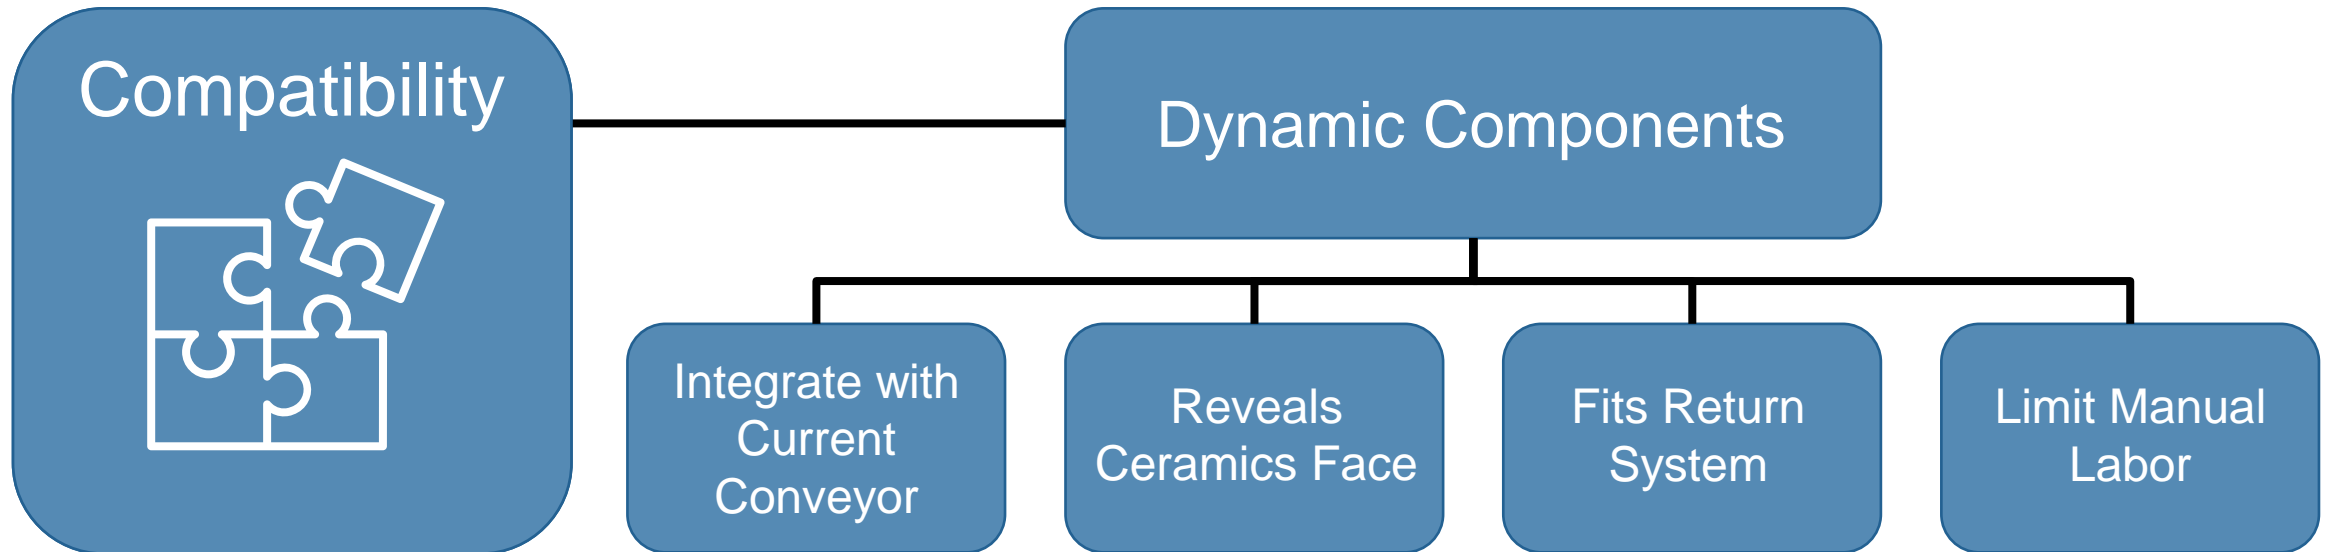 Compatibility
Dynamic Components
Integrate with
Current
Conveyor
Reveals
Ceramics Face
Fits Return
System
Limit Manual
Labor